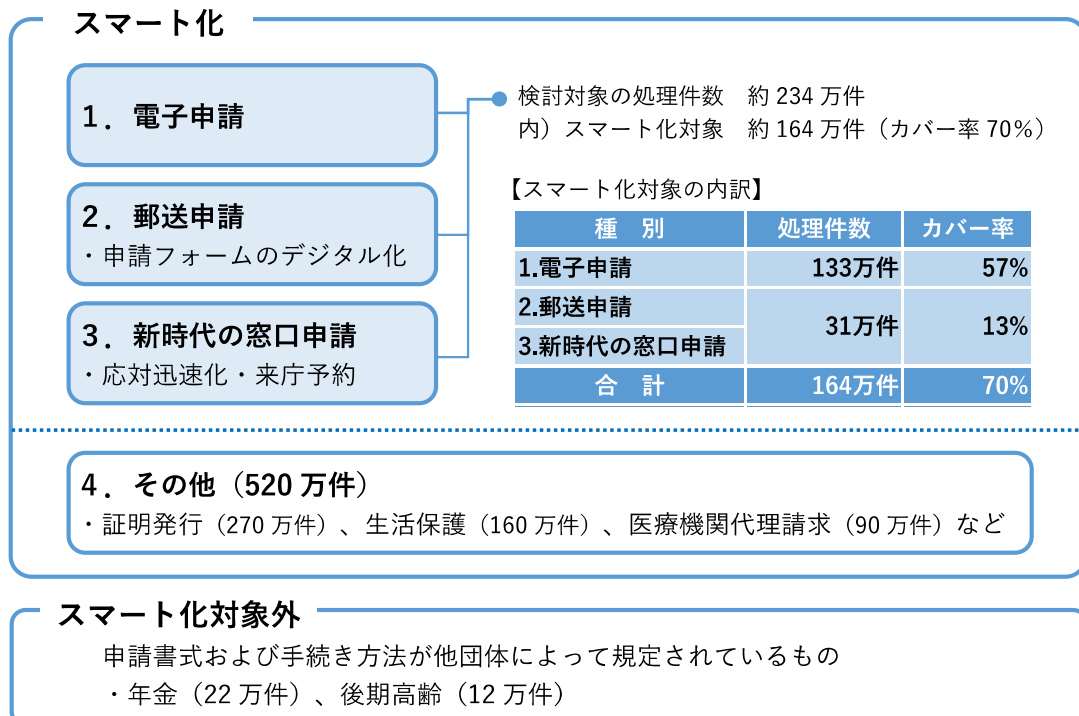 スマート化
1．電子申請
検討対象の処理件数　約 234 万件
内）スマート化対象　約 164 万件（カバー率 70%）
2．郵送申請
・申請フォームのデジタル化
3．新時代の窓口申請
・応対迅速化・来庁予約
【スマート化対象の内訳】
種　別　処理件数　カバー率
1.電子申請　133万件　57%
2.郵送申請
31万件　13%
3.新時代の窓口申請
合　計　164万件　70%
4．その他（520 万件）
・証明発行（270 万件）、生活保護（160 万件）、医療機関代理請求（90 万件）など
スマート化対象外
申請書式および手続き方法が他団体によって規定されているもの
・年金（22 万件）、後期高齢（12 万件）